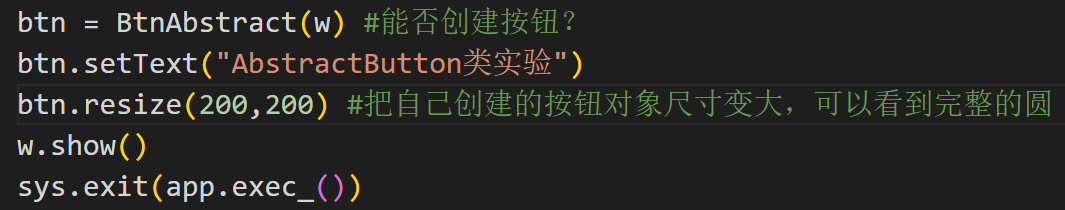 btn = BtnAbstract(w) #能否创建按钮？
btn.setText("AbstractButton类实验")
btn.resize(200,200) #把自己创建的按钮对象尺寸变大，可以看到完整的圆
w.show()
sys.exit(app.exec_())